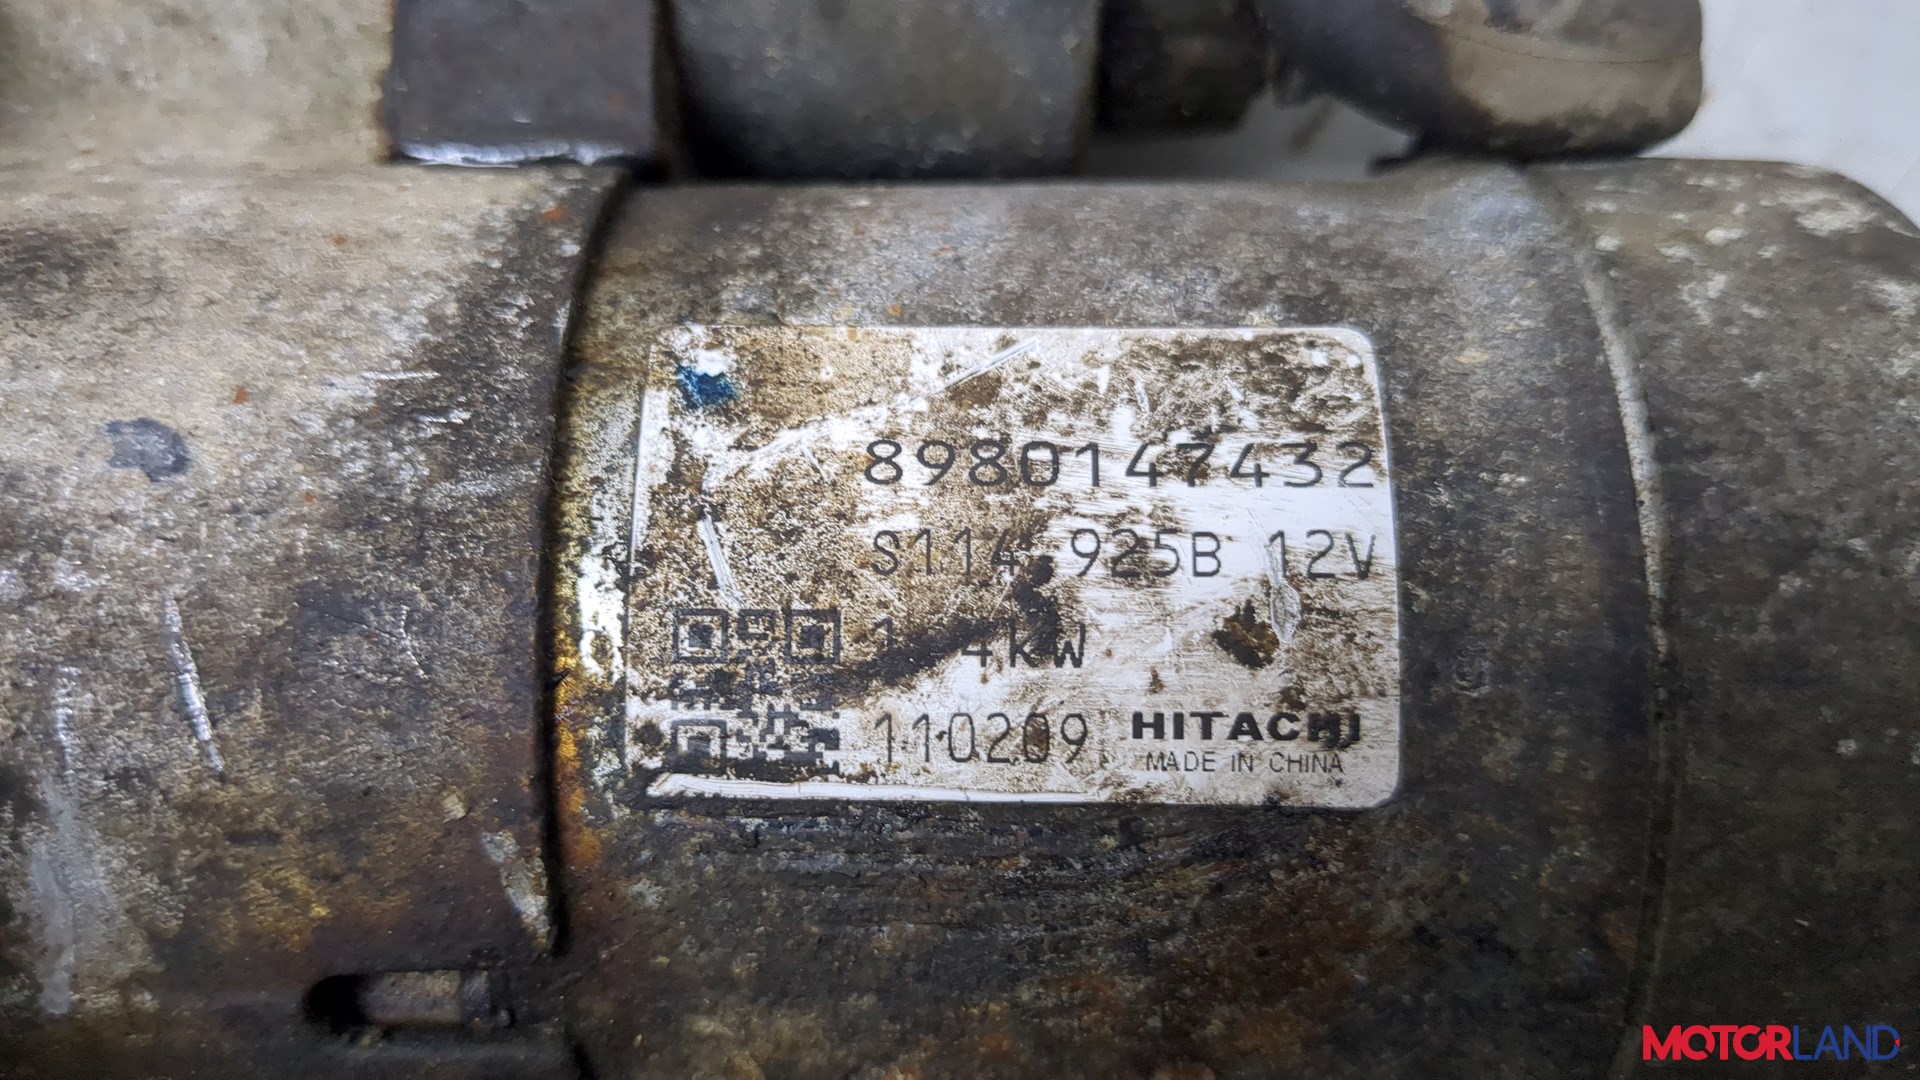 8980147432
S114 925B 12V
1.4kW
110209 HITACHI
MADE IN CHINA
MOTORLAND